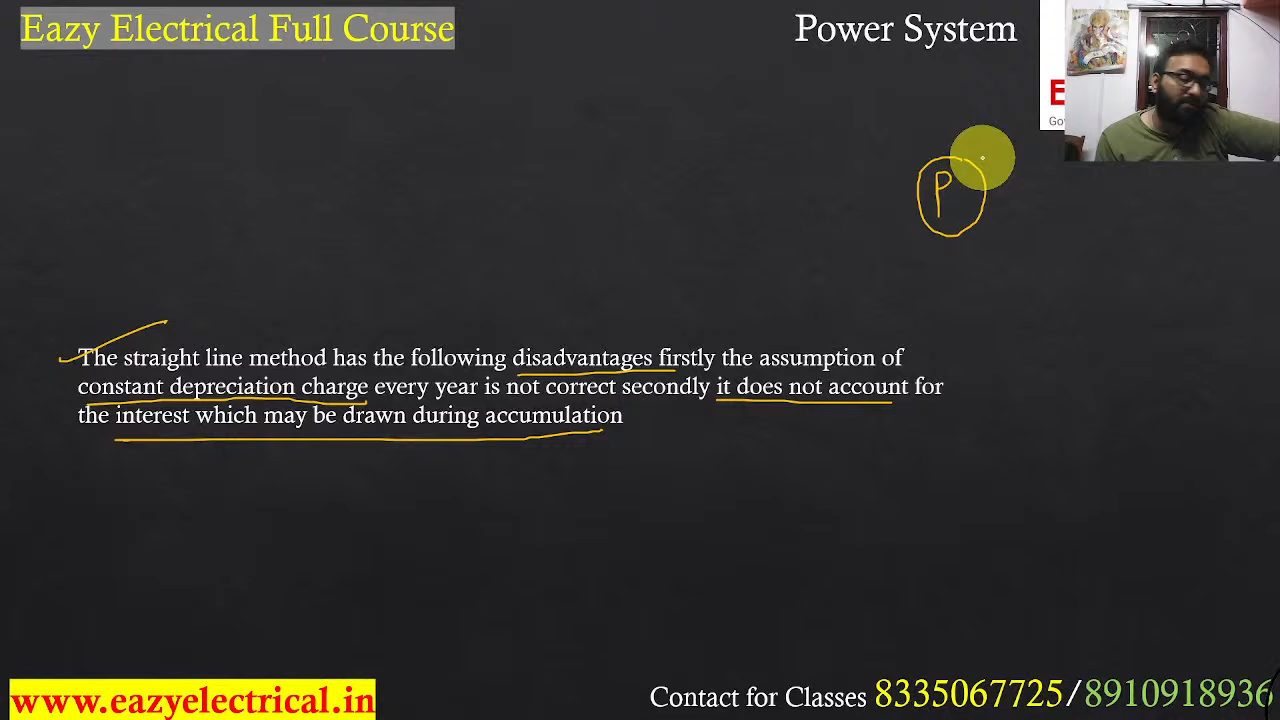 Eazy Electrical Full Course
Power System
E
Gov
P
The straight line method has the following disadvantages firstly the assumption of
constant depreciation charge every year is not correct secondly it does not account for
the interest which may be drawn during accumulation
www.eazyelectrical.in
Contact for Classes 8335067725/8910918936